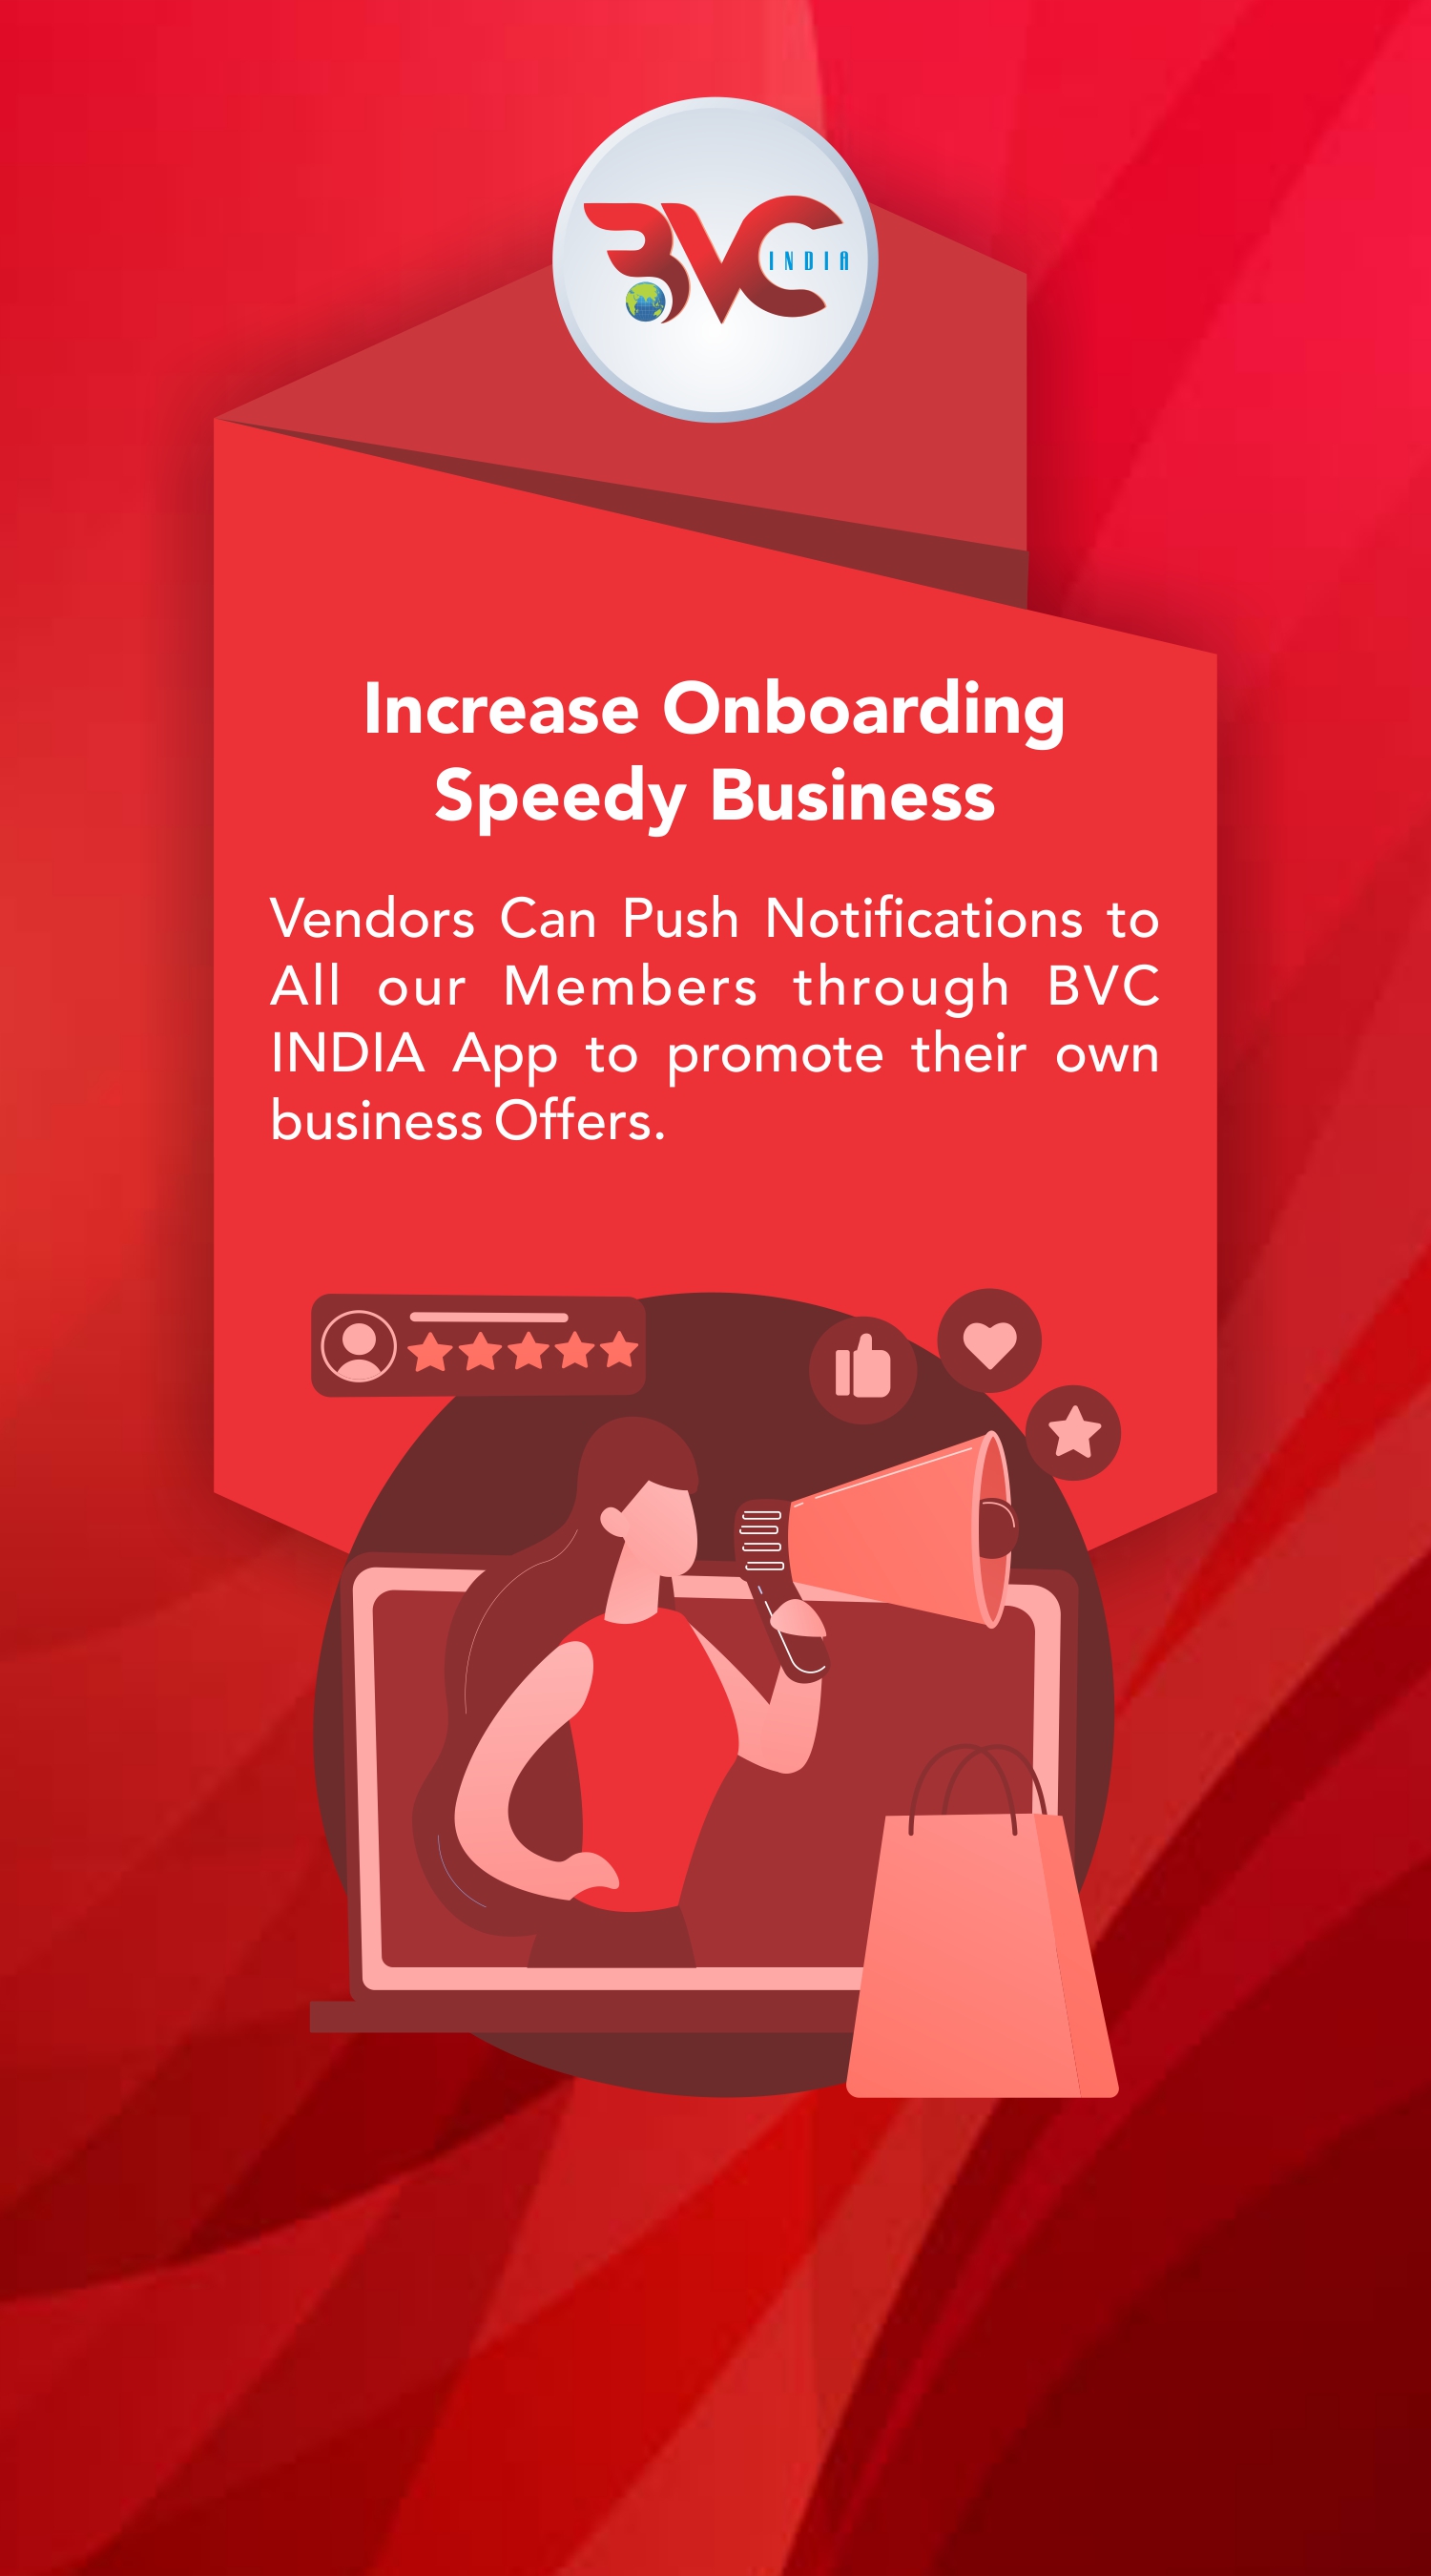 BVC
INDIA
Increase Onboarding
Speedy Business
Vendors Can Push Notifications to
All our Members through BVC
INDIA App to promote their own
business Offers.